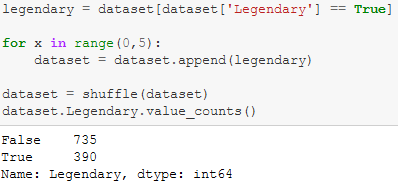 legendary = dataset[dataset['Legendary'] == True]
for x in range(0,5):
    dataset = dataset.append(legendary)
dataset = shuffle(dataset)
dataset.Legendary.value_counts()
False    735
True     390
Name: Legendary, dtype: int64